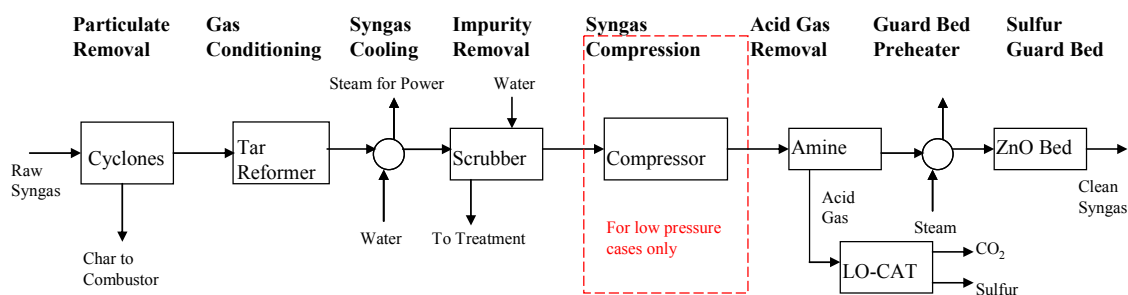 Particulate
Removal
Gas
Conditioning
Syngas
Cooling
Impurity
Removal
Syngas
Compression
Acid Gas
Removal
Guard Bed
Preheater
Sulfur
Guard Bed
Steam for Power
Water
Raw
Syngas
Cyclones
Tar
Reformer
Scrubber
Compressor
Amine
ZnO Bed
Clean
Syngas
Char to
Combustor
Water
To Treatment
For low pressure
cases only
Acid
Gas
Steam
LO-CAT
CO2
Sulfur